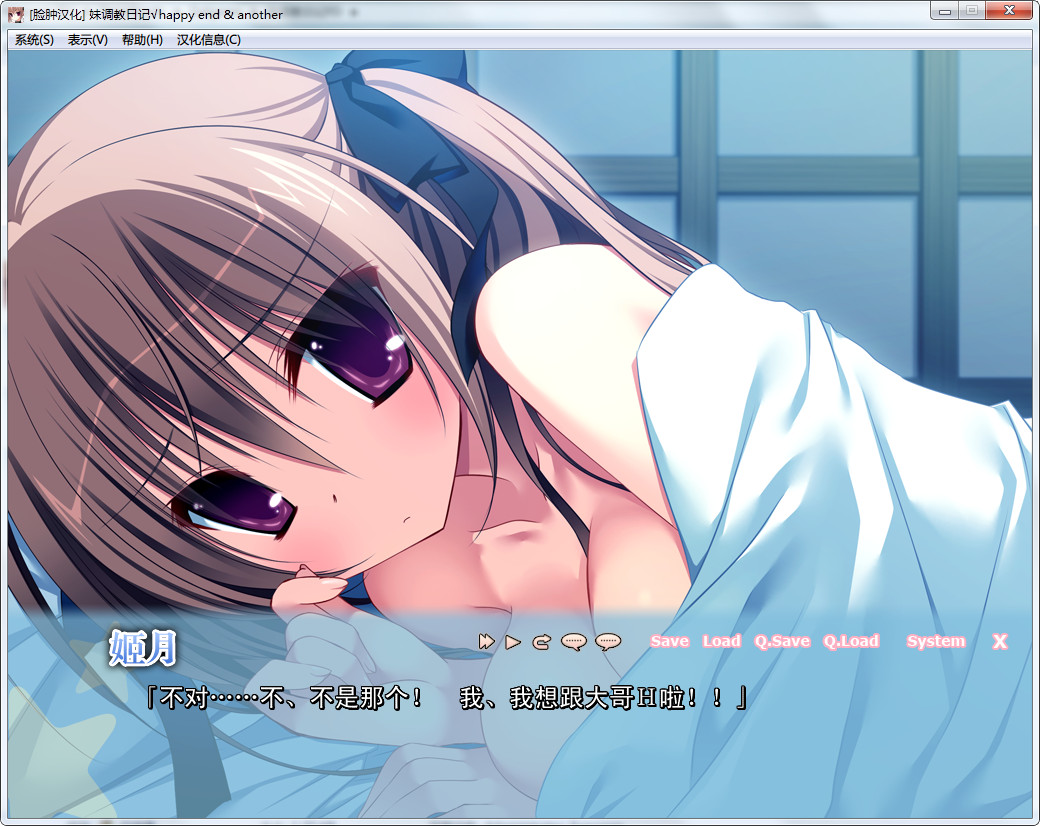 [脸肿汉化] 妹调教日记√happy end & another
系统(S) 表示(V) 帮助(H) 汉化信息(C)
姬月
Save Load Q.Save Q.Load System X
「不对……不、不是那个！　我、我想跟大哥Ｈ啦！！」